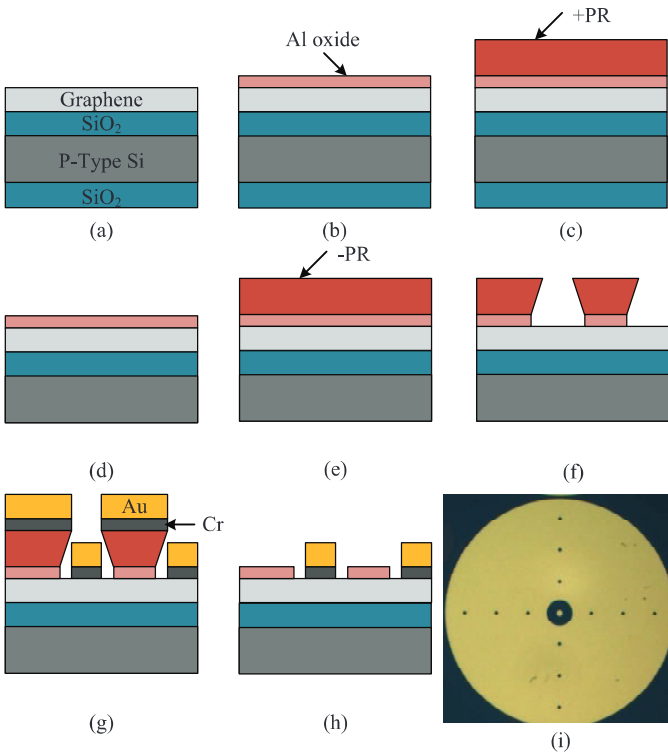 Al oxide
+PR
Graphene
SiO₂
P-Type Si
SiO₂
(a)
(b)
(c)
-PR
(d)
(e)
(f)
Au
Cr
(g)
(h)
(i)